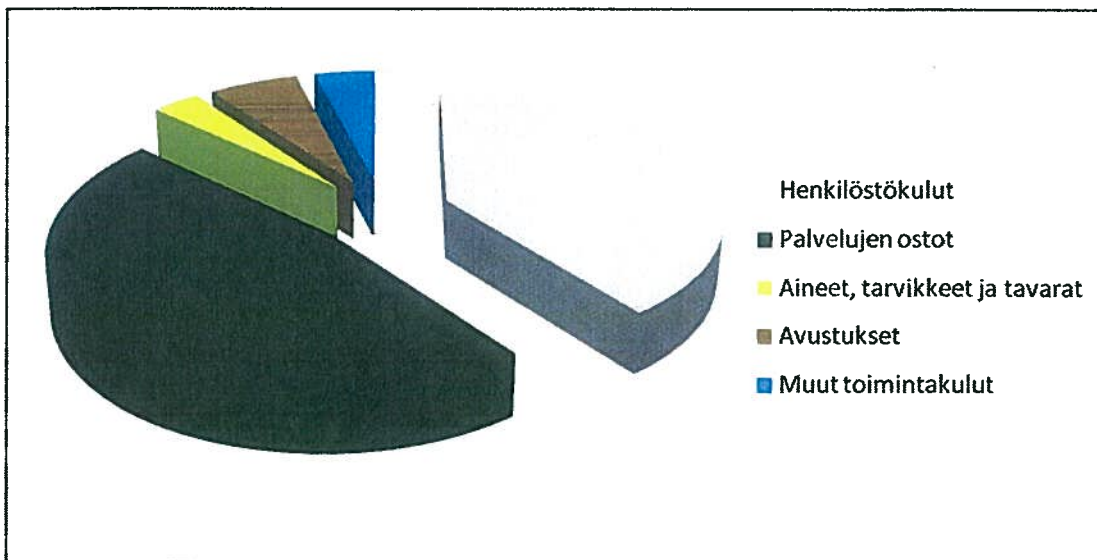 Henkilöstökulut
Palvelujen ostot
Aineet, tarvikkeet ja tavarat
Avustukset
Muut toimintakulut